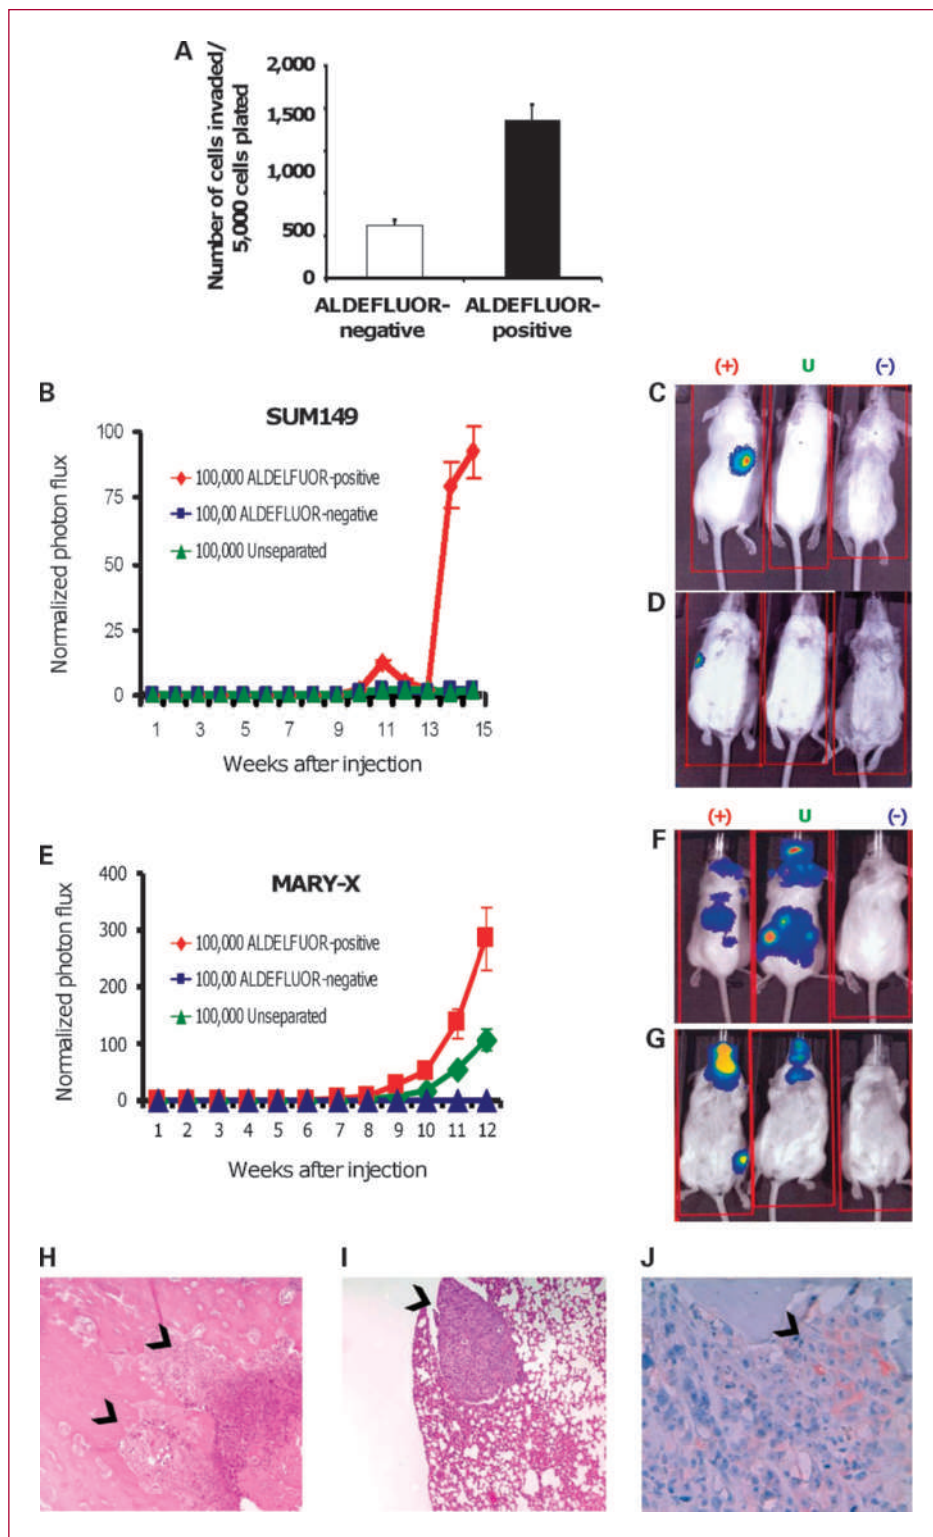 A
Number of cells invaded/
5,000 cells plated
2,000
1,500
1,000
500
0
ALDEFLUOR-
negative
ALDEFLUOR-
positive
B
SUM149
Normalized photon flux
100
75
50
25
0
100,000 ALDELFUOR-positive
100,00 ALDEFLUOR-negative
100,000 Unseparated
1 3 5 7 9 11 13 15
Weeks after injection
(+) U (-)
C
D
E
MARY-X
Normalized photon flux
400
300
200
100
0
100,000 ALDELFUOR-positive
100,00 ALDEFLUOR-negative
100,000 Unseparated
1 2 3 4 5 6 7 8 9 10 11 12
Weeks after injection
(+) U (-)
F
G
H
I
J